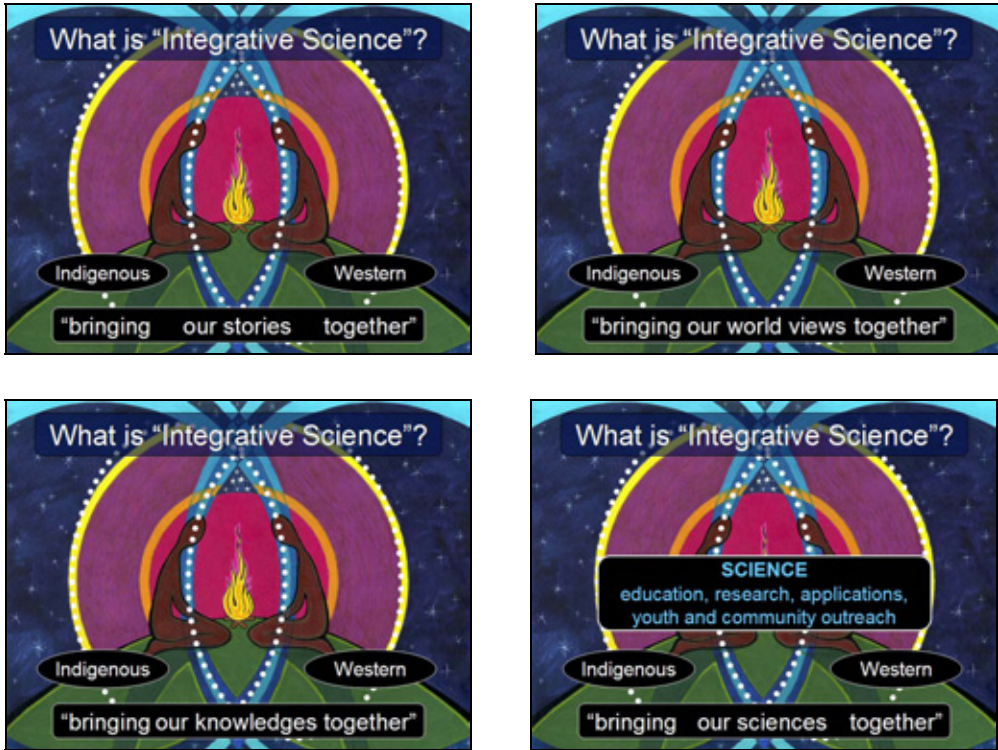 What is “Integrative Science”?
Indigenous
Western
“bringing our stories together”
What is “Integrative Science”?
Indigenous
Western
“bringing our world views together”
What is “Integrative Science”?
Indigenous
Western
“bringing our knowledges together”
What is “Integrative Science”?
SCIENCE
education, research, applications,
youth and community outreach
Indigenous
Western
“bringing our sciences together”